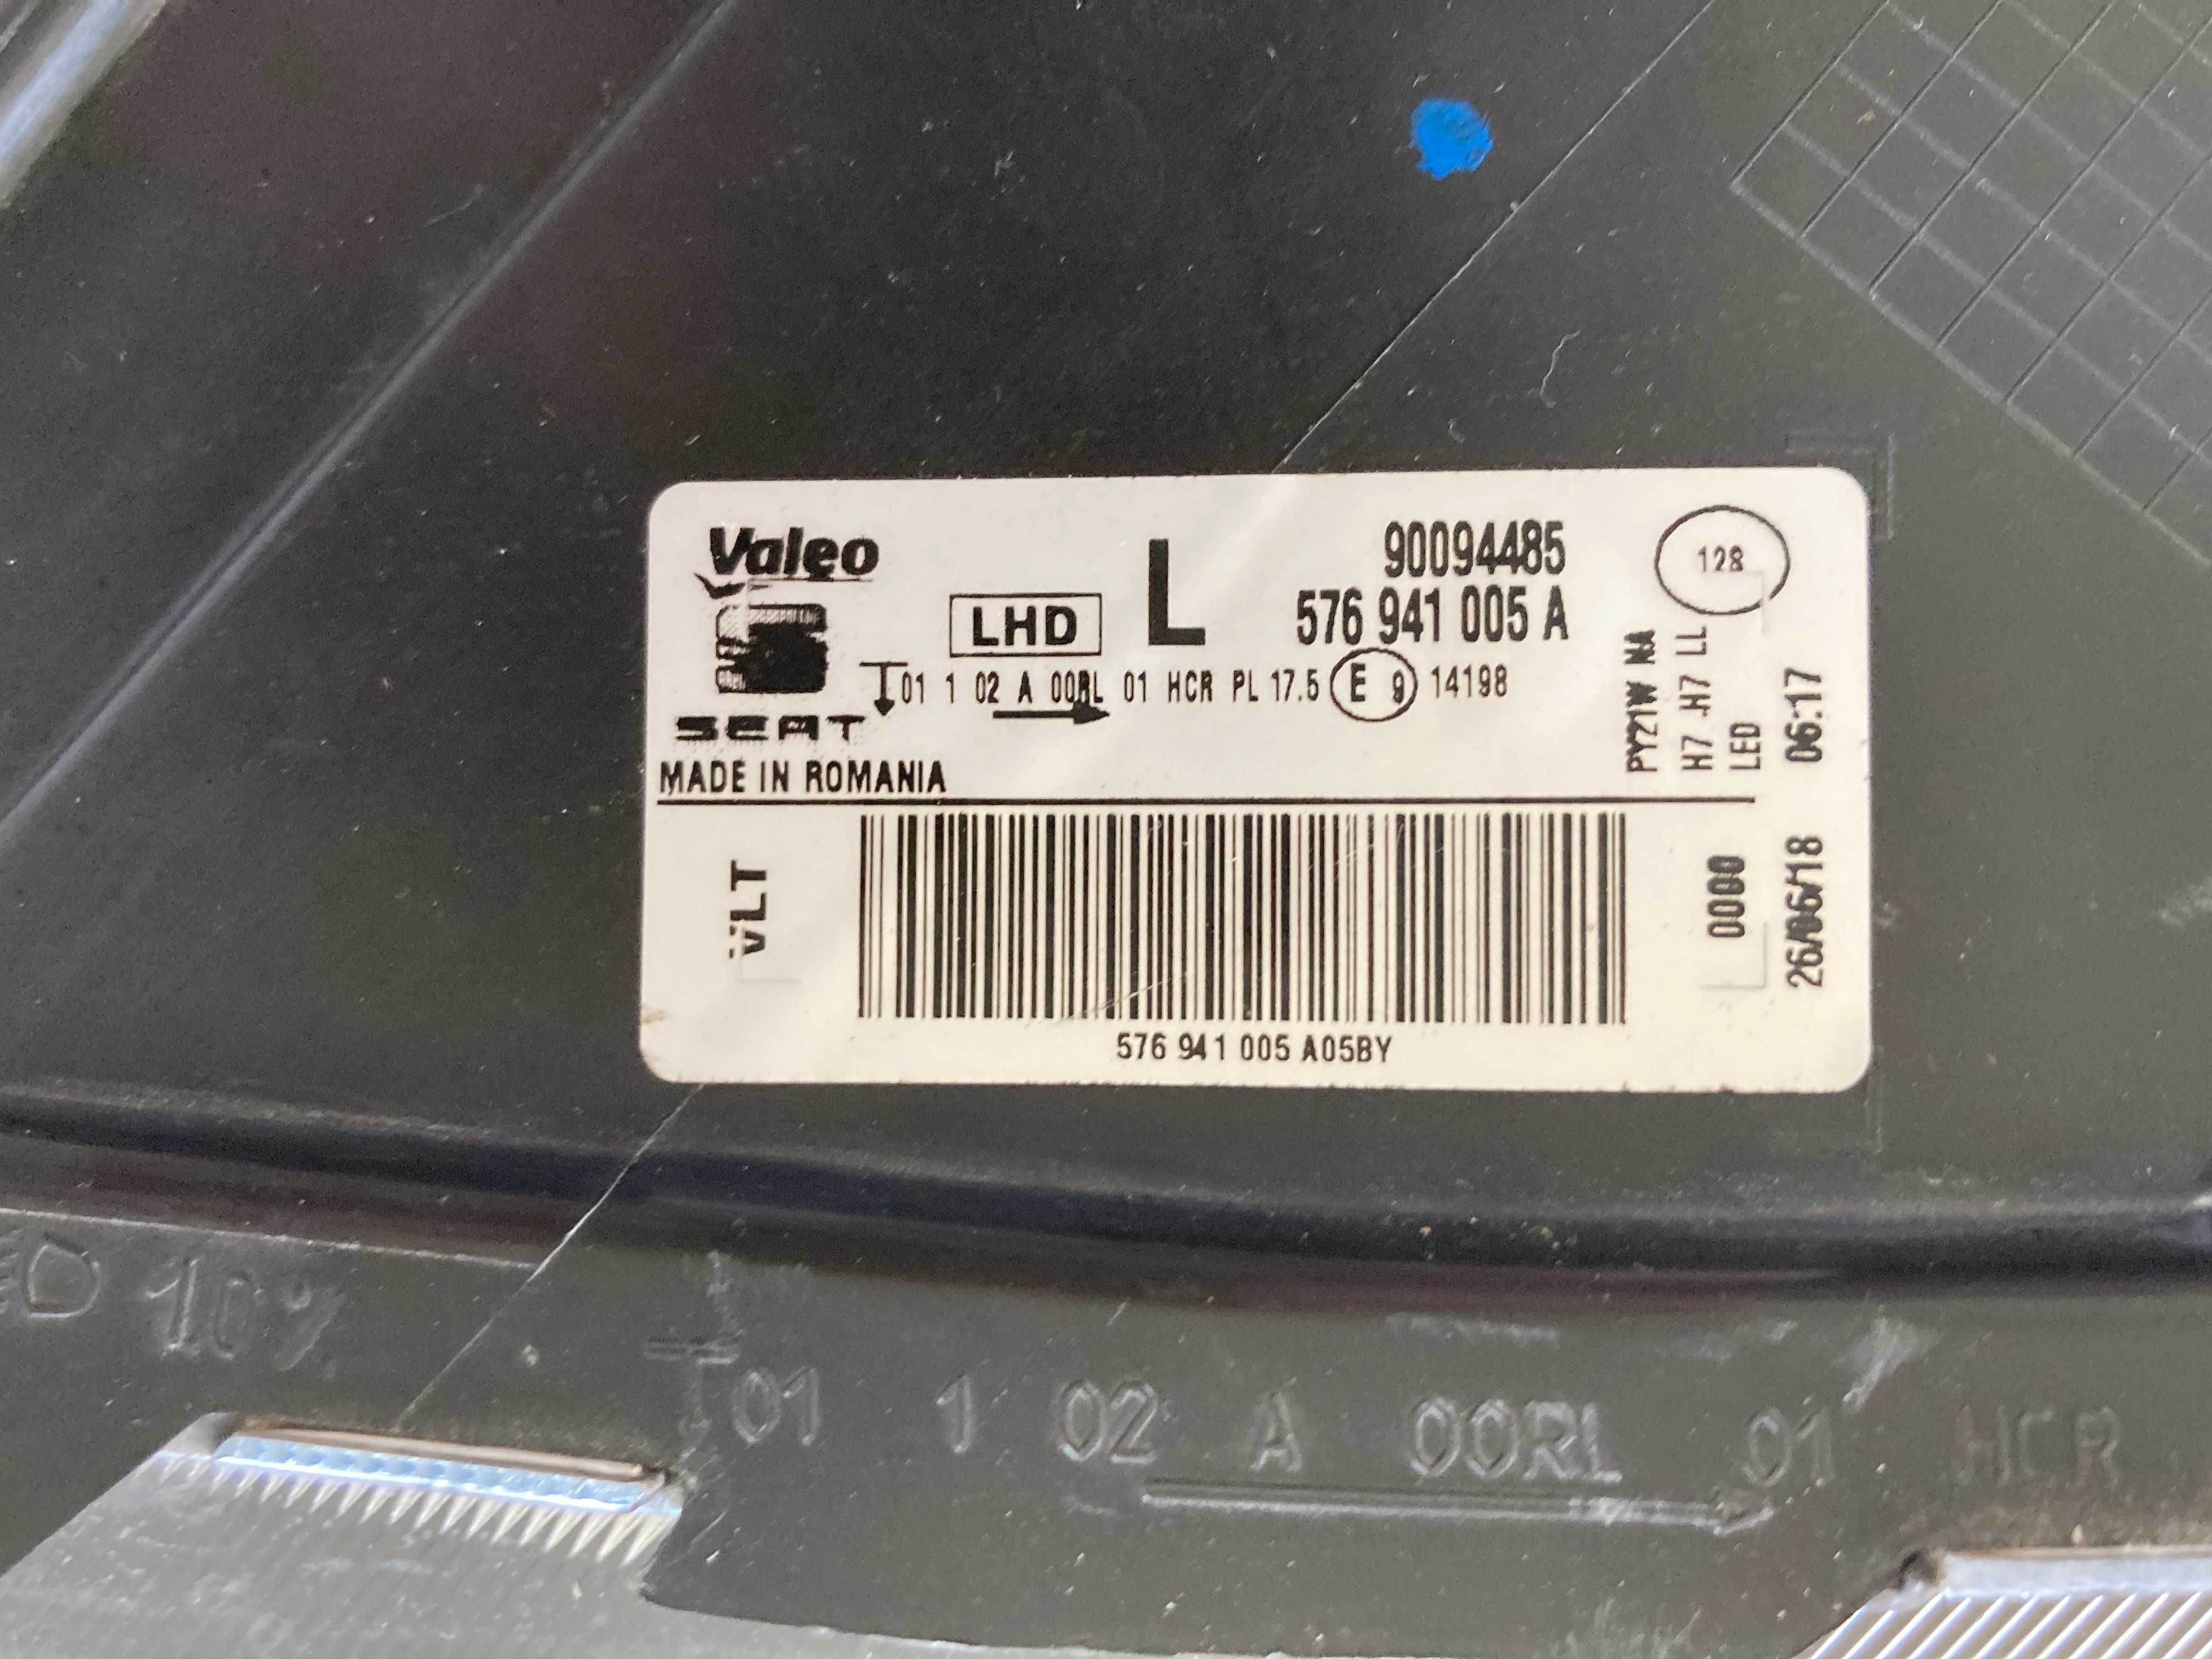 Valeo
L
90094485
128
LHD
576 941 005 A
01 1 02 A 00RL 01 HCR PL 17.5 E 9 14198
SEAT
MADE IN ROMANIA
PY21W NA
H7 .H7 LL
LED
06:17
VLT
0000
26/06/18
576 941 005 A05BY
10%
01 1 02 A 00RL 01 HCR